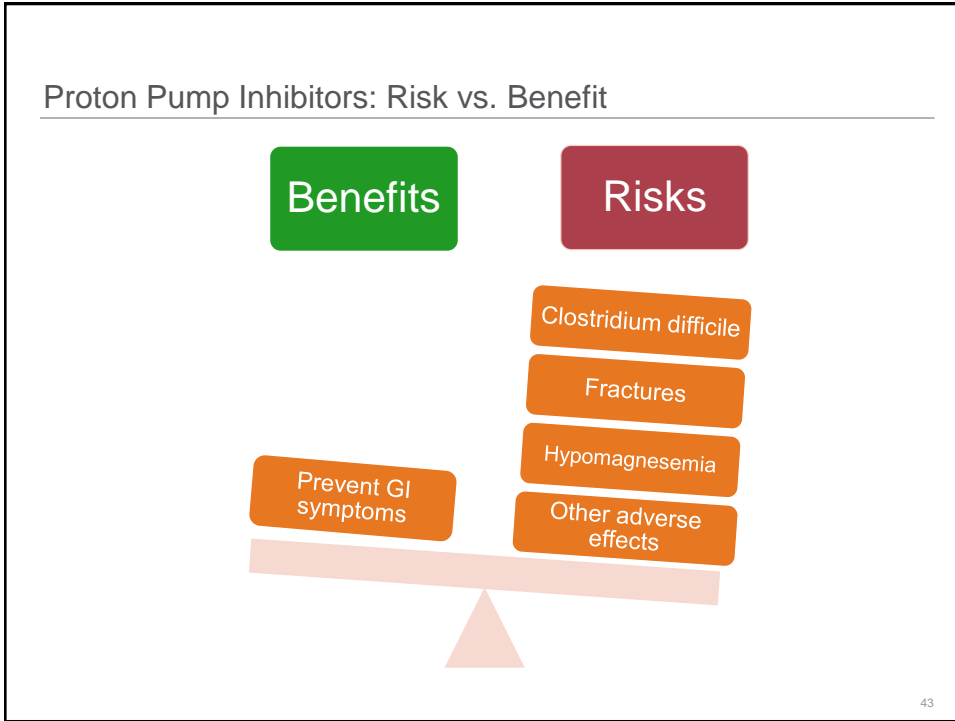 Proton Pump Inhibitors: Risk vs. Benefit
Benefits
Risks
Clostridium difficile
Fractures
Hypomagnesemia
Prevent GI
symptoms
Other adverse
effects
43